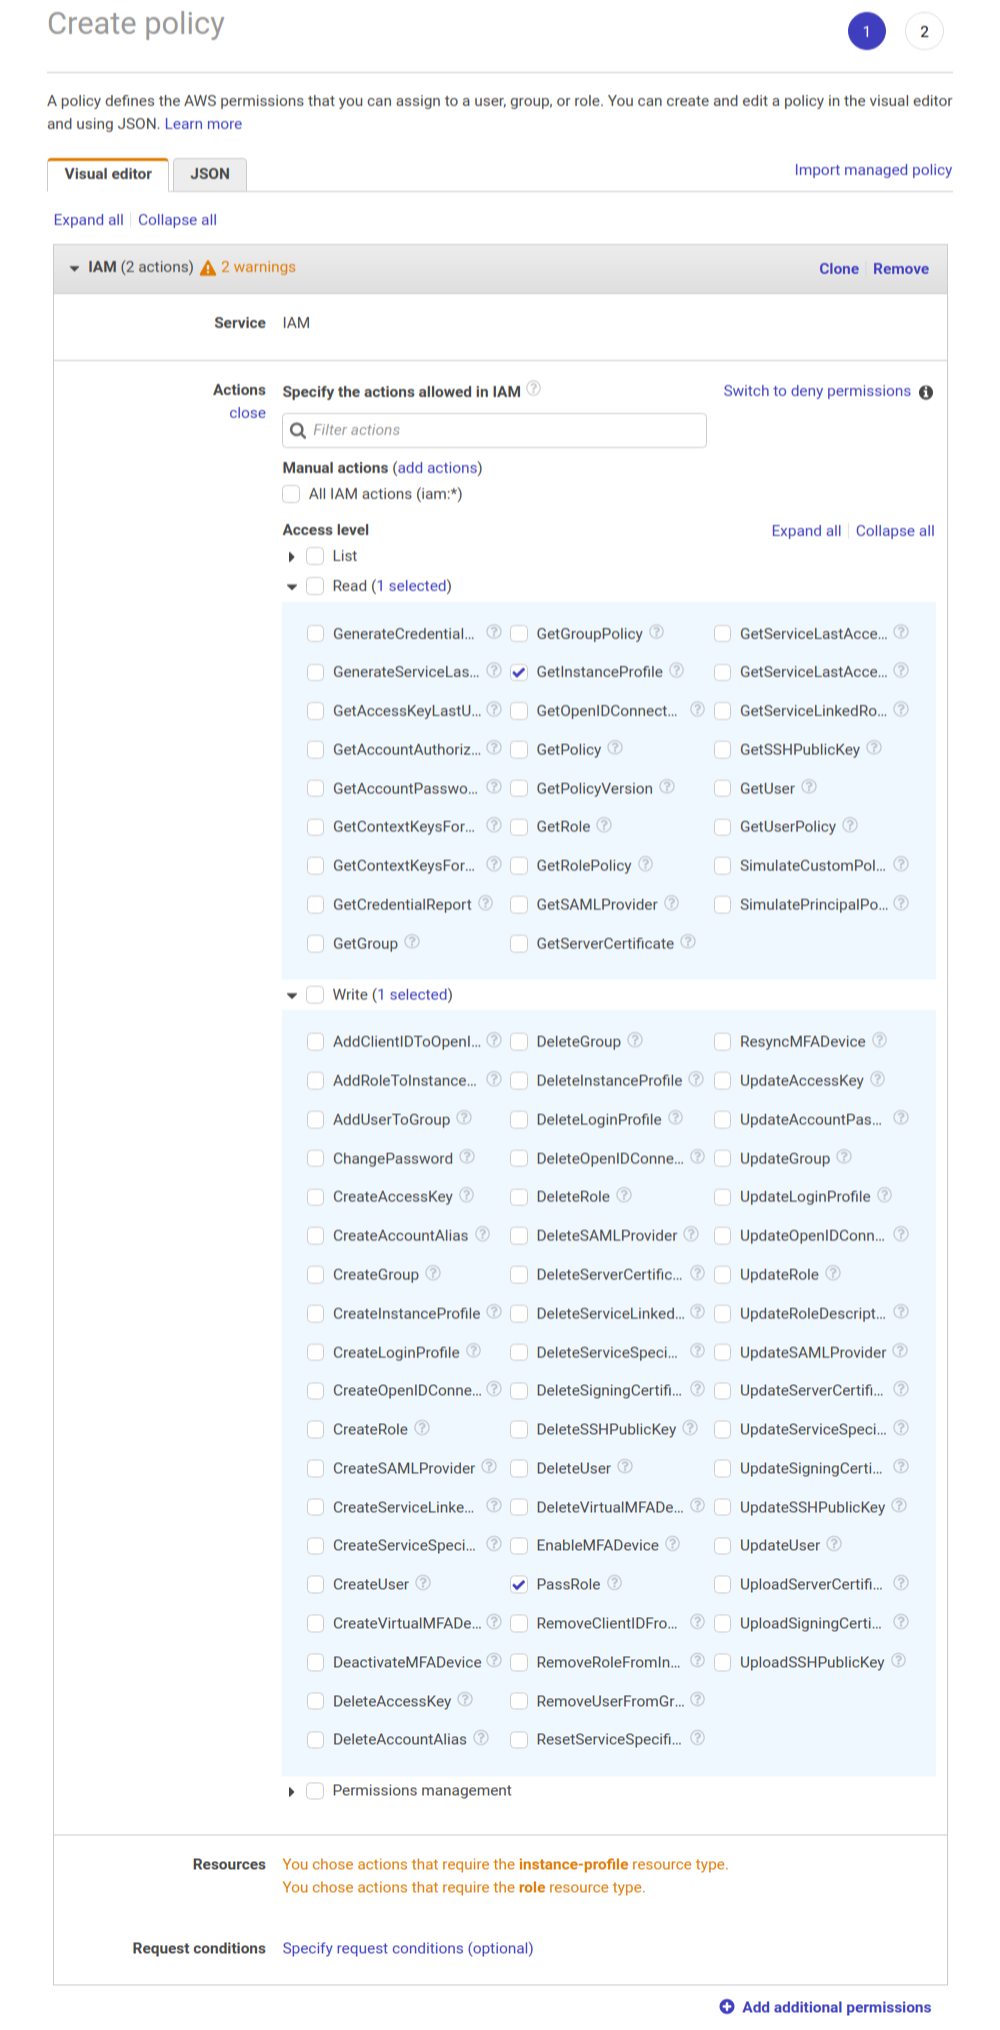 Create policy
1 2
A policy defines the AWS permissions that you can assign to a user, group, or role. You can create and edit a policy in the visual editor
and using JSON. Learn more
Visual editor JSON Import managed policy
Expand all Collapse all
IAM (2 actions) 2 warnings Clone Remove
Service IAM
Actions Specify the actions allowed in IAM ? Switch to deny permissions i
close
Filter actions
Manual actions (add actions)
All IAM actions (iam:*)
Access level Expand all Collapse all
List
Read (1 selected)
GenerateCredential... ? GetGroupPolicy ? GetServiceLastAcce... ?
GenerateServiceLas... ? GetInstanceProfile ? GetServiceLastAcce... ?
GetAccessKeyLastU... ? GetOpenIDConnect... ? GetServiceLinkedRo... ?
GetAccountAuthoriz... ? GetPolicy ? GetSSHPublicKey ?
GetAccountPasswo... ? GetPolicyVersion ? GetUser ?
GetContextKeysFor... ? GetRole ? GetUserPolicy ?
GetContextKeysFor... ? GetRolePolicy ? SimulateCustomPol... ?
GetCredentialReport ? GetSAMLProvider ? SimulatePrincipalPo... ?
GetGroup ? GetServerCertificate ?
Write (1 selected)
AddClientIDToOpenI... ? DeleteGroup ? ResyncMFADevice ?
AddRoleToInstance... ? DeleteInstanceProfile ? UpdateAccessKey ?
AddUserToGroup ? DeleteLoginProfile ? UpdateAccountPas... ?
ChangePassword ? DeleteOpenIDConne... ? UpdateGroup ?
CreateAccessKey ? DeleteRole ? UpdateLoginProfile ?
CreateAccountAlias ? DeleteSAMLProvider ? UpdateOpenIDConn... ?
CreateGroup ? DeleteServerCertific... ? UpdateRole ?
CreateInstanceProfile ? DeleteServiceLinked... ? UpdateRoleDescript... ?
CreateLoginProfile ? DeleteServiceSpeci... ? UpdateSAMLProvider ?
CreateOpenIDConne... ? DeleteSigningCertifi... ? UpdateServerCertifi... ?
CreateRole ? DeleteSSHPublicKey ? UpdateServiceSpeci... ?
CreateSAMLProvider ? DeleteUser ? UpdateSigningCerti... ?
CreateServiceLinke... ? DeleteVirtualMFADe... ? UpdateSSHPublicKey ?
CreateServiceSpeci... ? EnableMFADevice ? UpdateUser ?
CreateUser ? PassRole ? UploadServerCertifi... ?
CreateVirtualMFADe... ? RemoveClientIDFro... ? UploadSigningCerti... ?
DeactivateMFADevice ? RemoveRoleFromIn... ? UploadSSHPublicKey ?
DeleteAccessKey ? RemoveUserFromGr... ?
DeleteAccountAlias ? ResetServiceSpecifi... ?
Permissions management
Resources You chose actions that require the instance-profile resource type.
You chose actions that require the role resource type.
Request conditions Specify request conditions (optional)
Add additional permissions